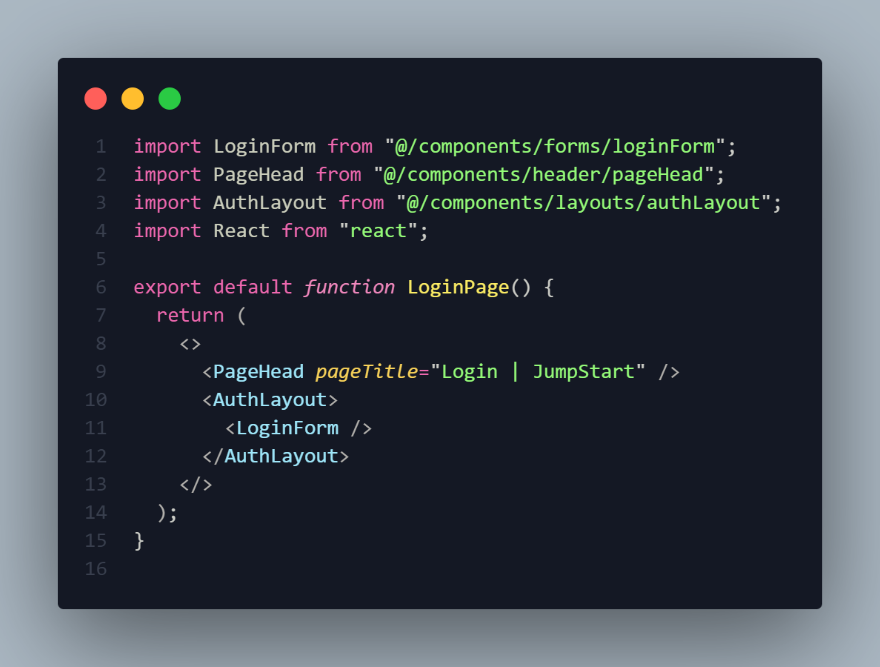 1 import LoginForm from "@/components/forms/loginForm";
2 import PageHead from "@/components/header/pageHead";
3 import AuthLayout from "@/components/layouts/authLayout";
4 import React from "react";
5
6 export default function LoginPage() {
7   return (
8     <>
9       <PageHead pageTitle="Login | JumpStart" />
10       <AuthLayout>
11         <LoginForm />
12       </AuthLayout>
13     </>
14   );
15 }
16